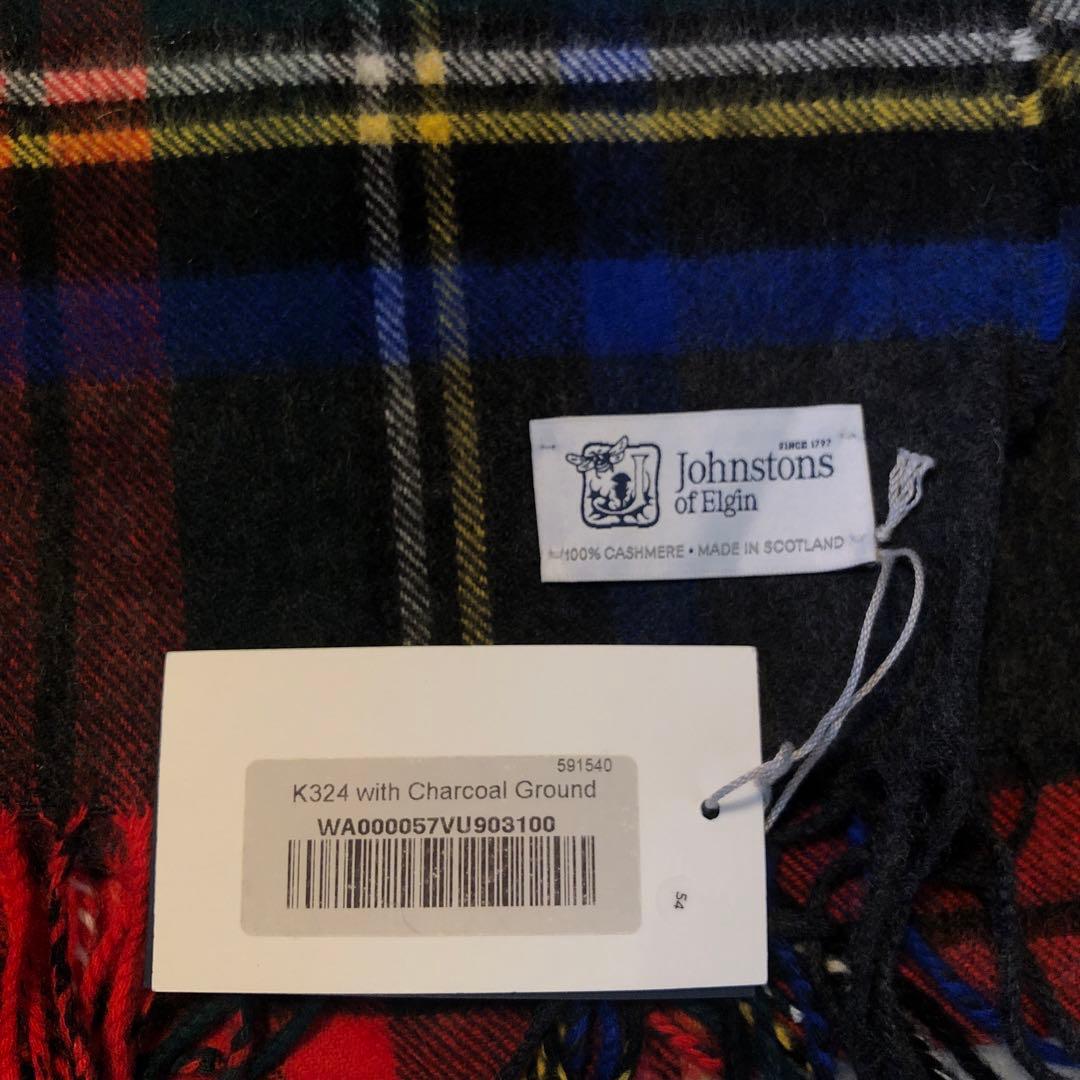 SINCE 1797
Johnstons
of Elgin
100% CASHMERE • MADE IN SCOTLAND
591540
K324 with Charcoal Ground
WA000057VU903100
54